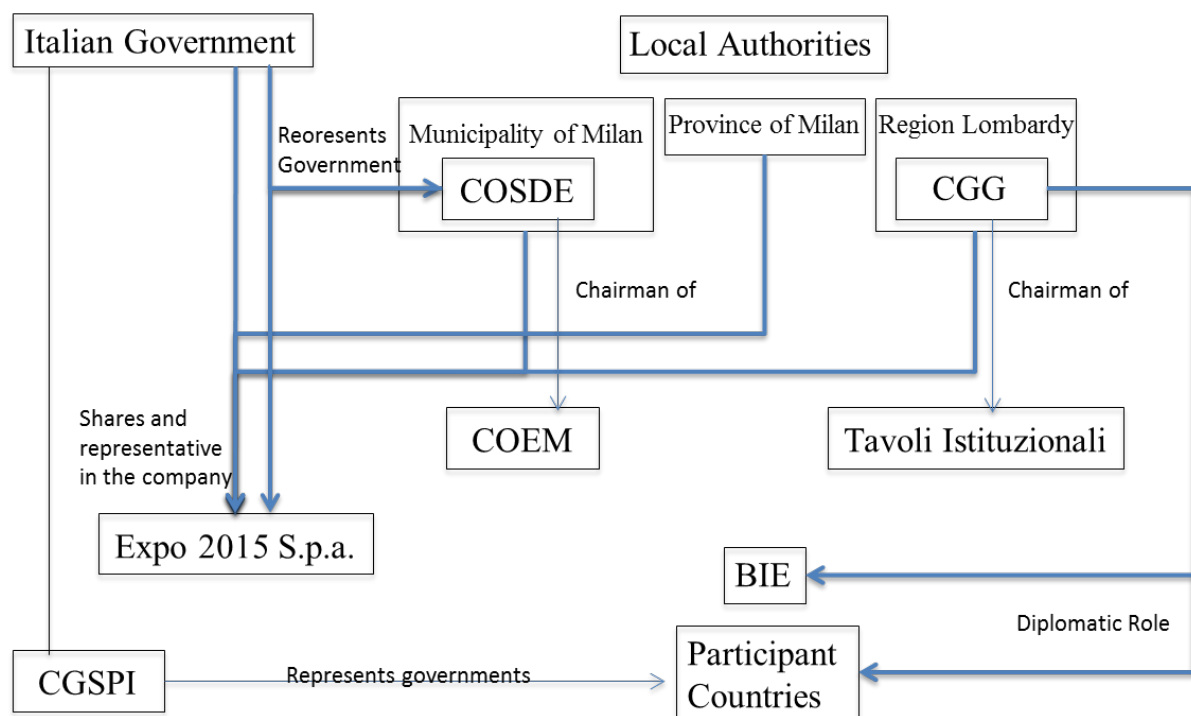 Italian Government
Local Authorities
Municipality of Milan
Province of Milan
Region Lombardy
Reoresents
Government
COSDE
CGG
Chairman of
Chairman of
Shares and
representative
in the company
COEM
Tavoli Istituzionali
Expo 2015 S.p.a.
BIE
Diplomatic Role
CGSPI
Represents governments
Participant
Countries